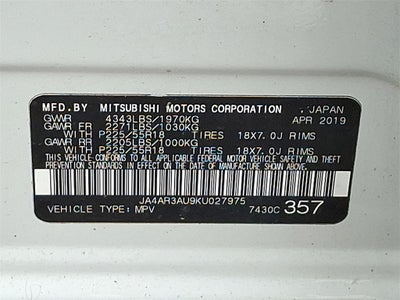 MFD.BY MITSUBISHI MOTORS CORPORATION , JAPAN
GVWR 4343LBS/1970KG APR 2019
GAWR FR 2271LBS/1030KG
WITH P225/55R18 TIRES 18X7.0J RIMS
GAWR RR 2205LBS/1000KG
WITH P225/55R18 TIRES 18X7.0J RIMS
THIS VEHICLE CONFORMS TO ALL APPLICABLE FEDERAL MOTOR VEHICLE
SAFETY STANDARDS IN EFFECT ON THE DATE OF MANUFACTURE SHOWN
ABOVE.
JA4AR3AU9KU027975
VEHICLE TYPE: MPV 7430C 357